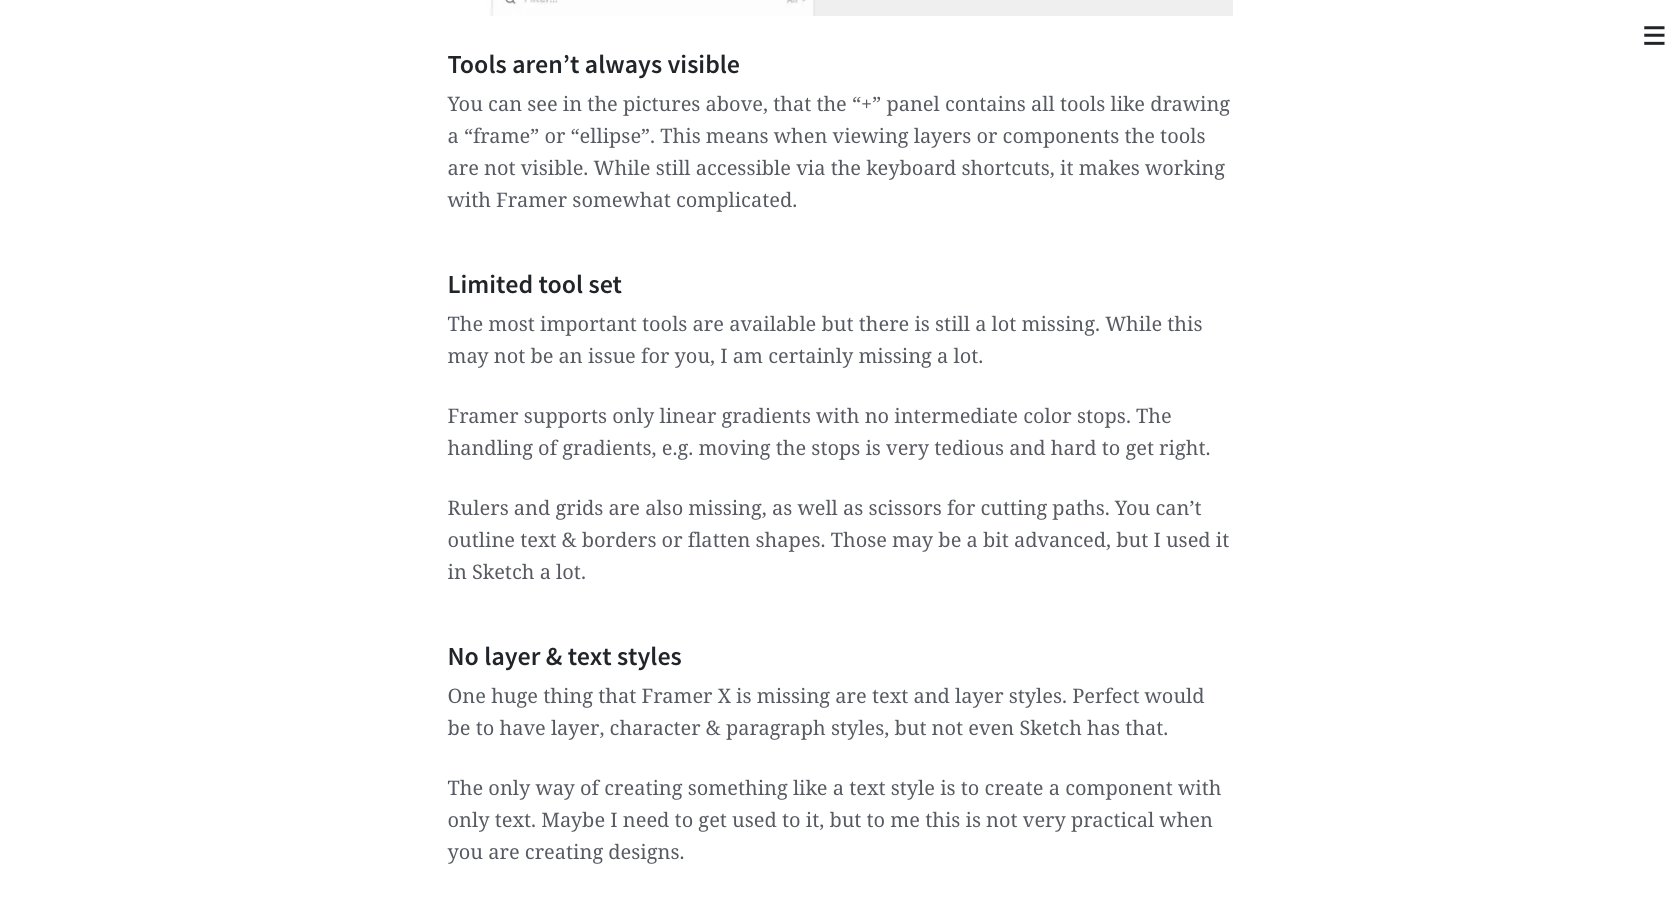 Tools aren’t always visible
You can see in the pictures above, that the “+” panel contains all tools like drawing
a “frame” or “ellipse”. This means when viewing layers or components the tools
are not visible. While still accessible via the keyboard shortcuts, it makes working
with Framer somewhat complicated.
Limited tool set
The most important tools are available but there is still a lot missing. While this
may not be an issue for you, I am certainly missing a lot.
Framer supports only linear gradients with no intermediate color stops. The
handling of gradients, e.g. moving the stops is very tedious and hard to get right.
Rulers and grids are also missing, as well as scissors for cutting paths. You can’t
outline text & borders or flatten shapes. Those may be a bit advanced, but I used it
in Sketch a lot.
No layer & text styles
One huge thing that Framer X is missing are text and layer styles. Perfect would
be to have layer, character & paragraph styles, but not even Sketch has that.
The only way of creating something like a text style is to create a component with
only text. Maybe I need to get used to it, but to me this is not very practical when
you are creating designs.